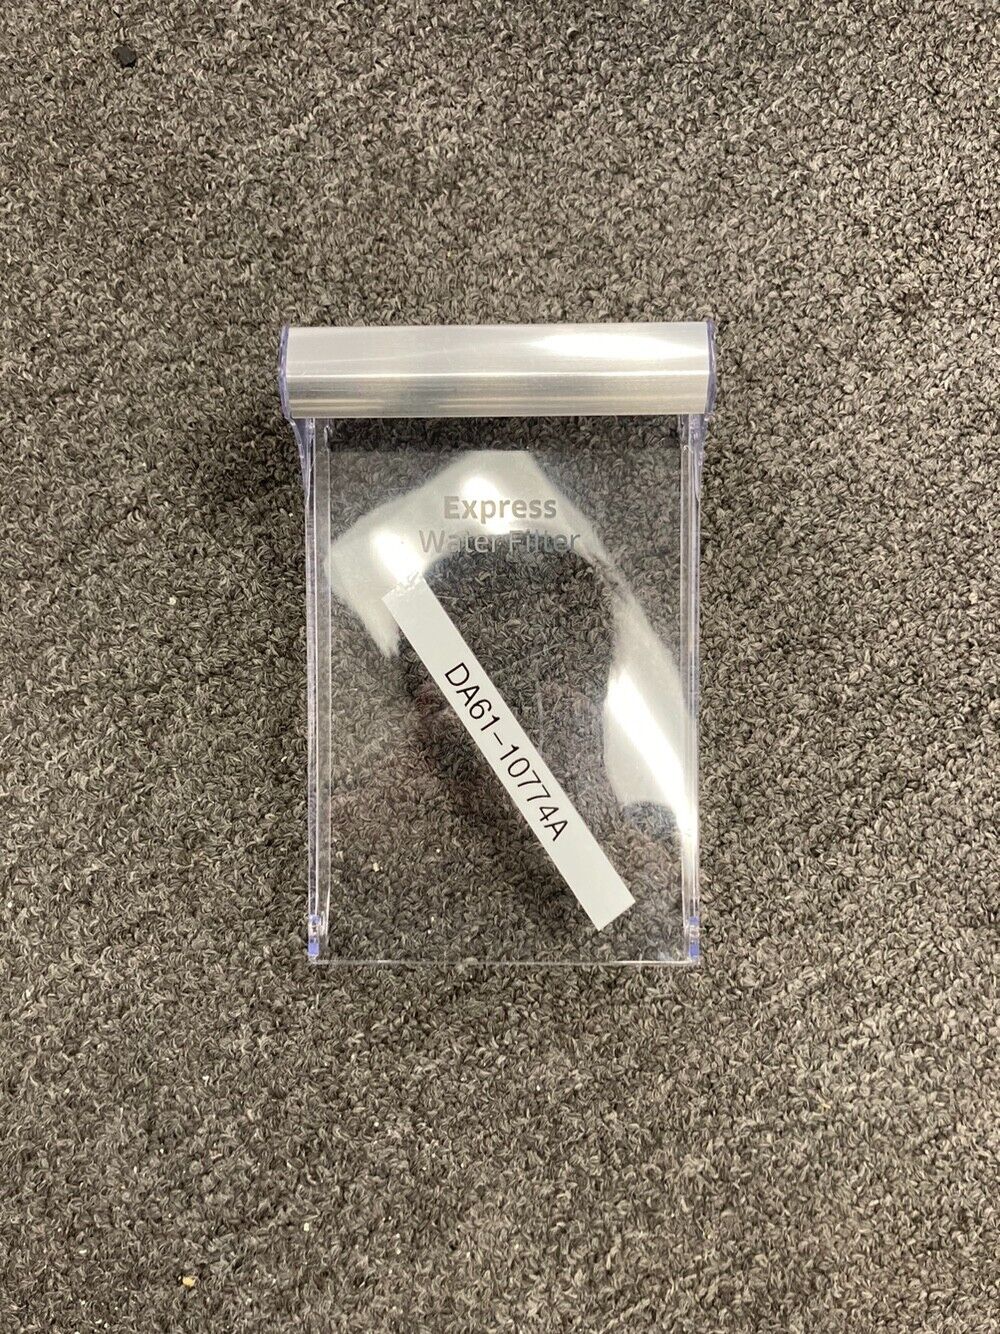 Express
Water Filter
DA61-10774A